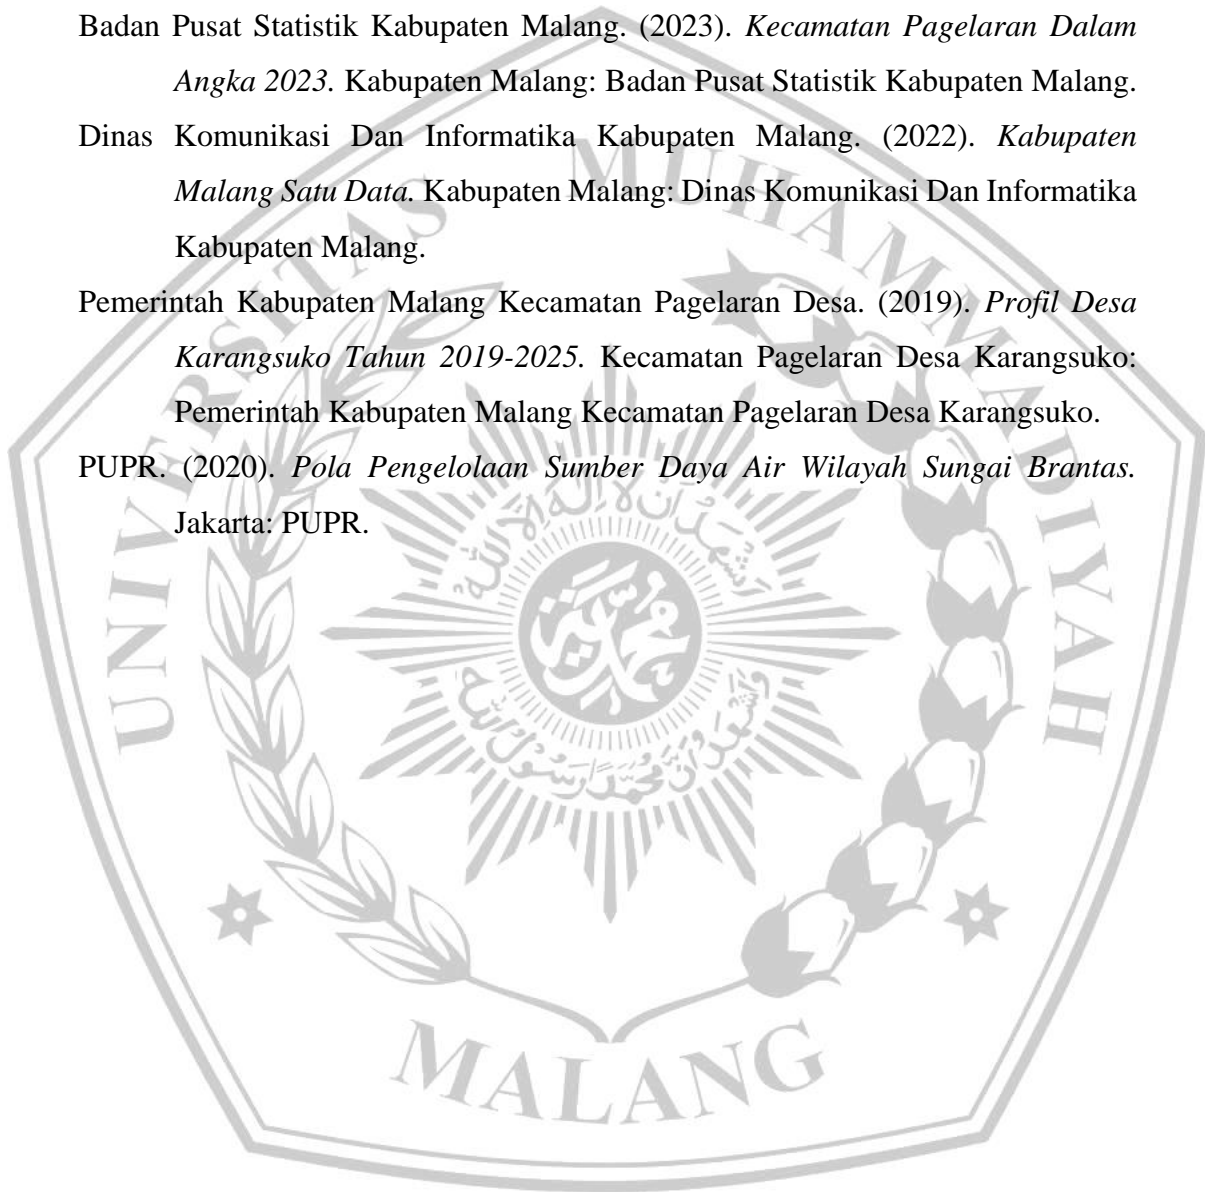 Badan Pusat Statistik Kabupaten Malang. (2023). Kecamatan Pagelaran Dalam
Angka 2023. Kabupaten Malang: Badan Pusat Statistik Kabupaten Malang.
Dinas Komunikasi Dan Informatika Kabupaten Malang. (2022). Kabupaten
Malang Satu Data. Kabupaten Malang: Dinas Komunikasi Dan Informatika
Kabupaten Malang.
Pemerintah Kabupaten Malang Kecamatan Pagelaran Desa. (2019). Profil Desa
Karangsuko Tahun 2019-2025. Kecamatan Pagelaran Desa Karangsuko:
Pemerintah Kabupaten Malang Kecamatan Pagelaran Desa Karangsuko.
PUPR. (2020). Pola Pengelolaan Sumber Daya Air Wilayah Sungai Brantas.
Jakarta: PUPR.
UNIVERSITAS MUHAMMADIYAH
MALANG